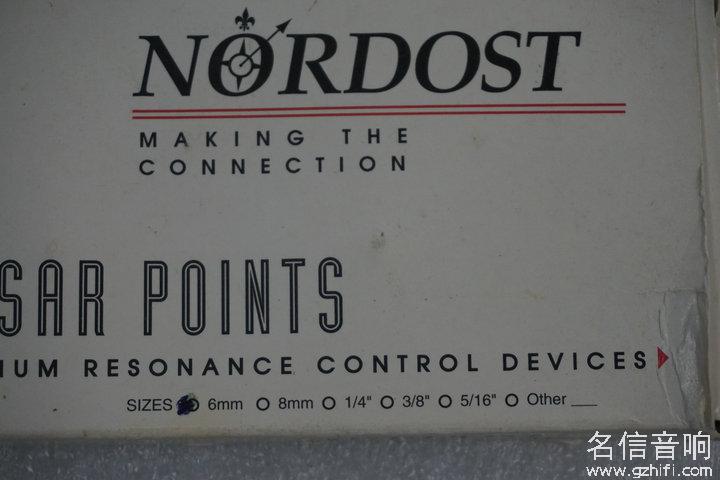 NORDOST
MAKING THE
CONNECTION
SAR POINTS
IUM RESONANCE CONTROL DEVICES
SIZES 6mm 8mm 1/4" 3/8" 5/16" Other ___
名信音响
www.gzhifi.com